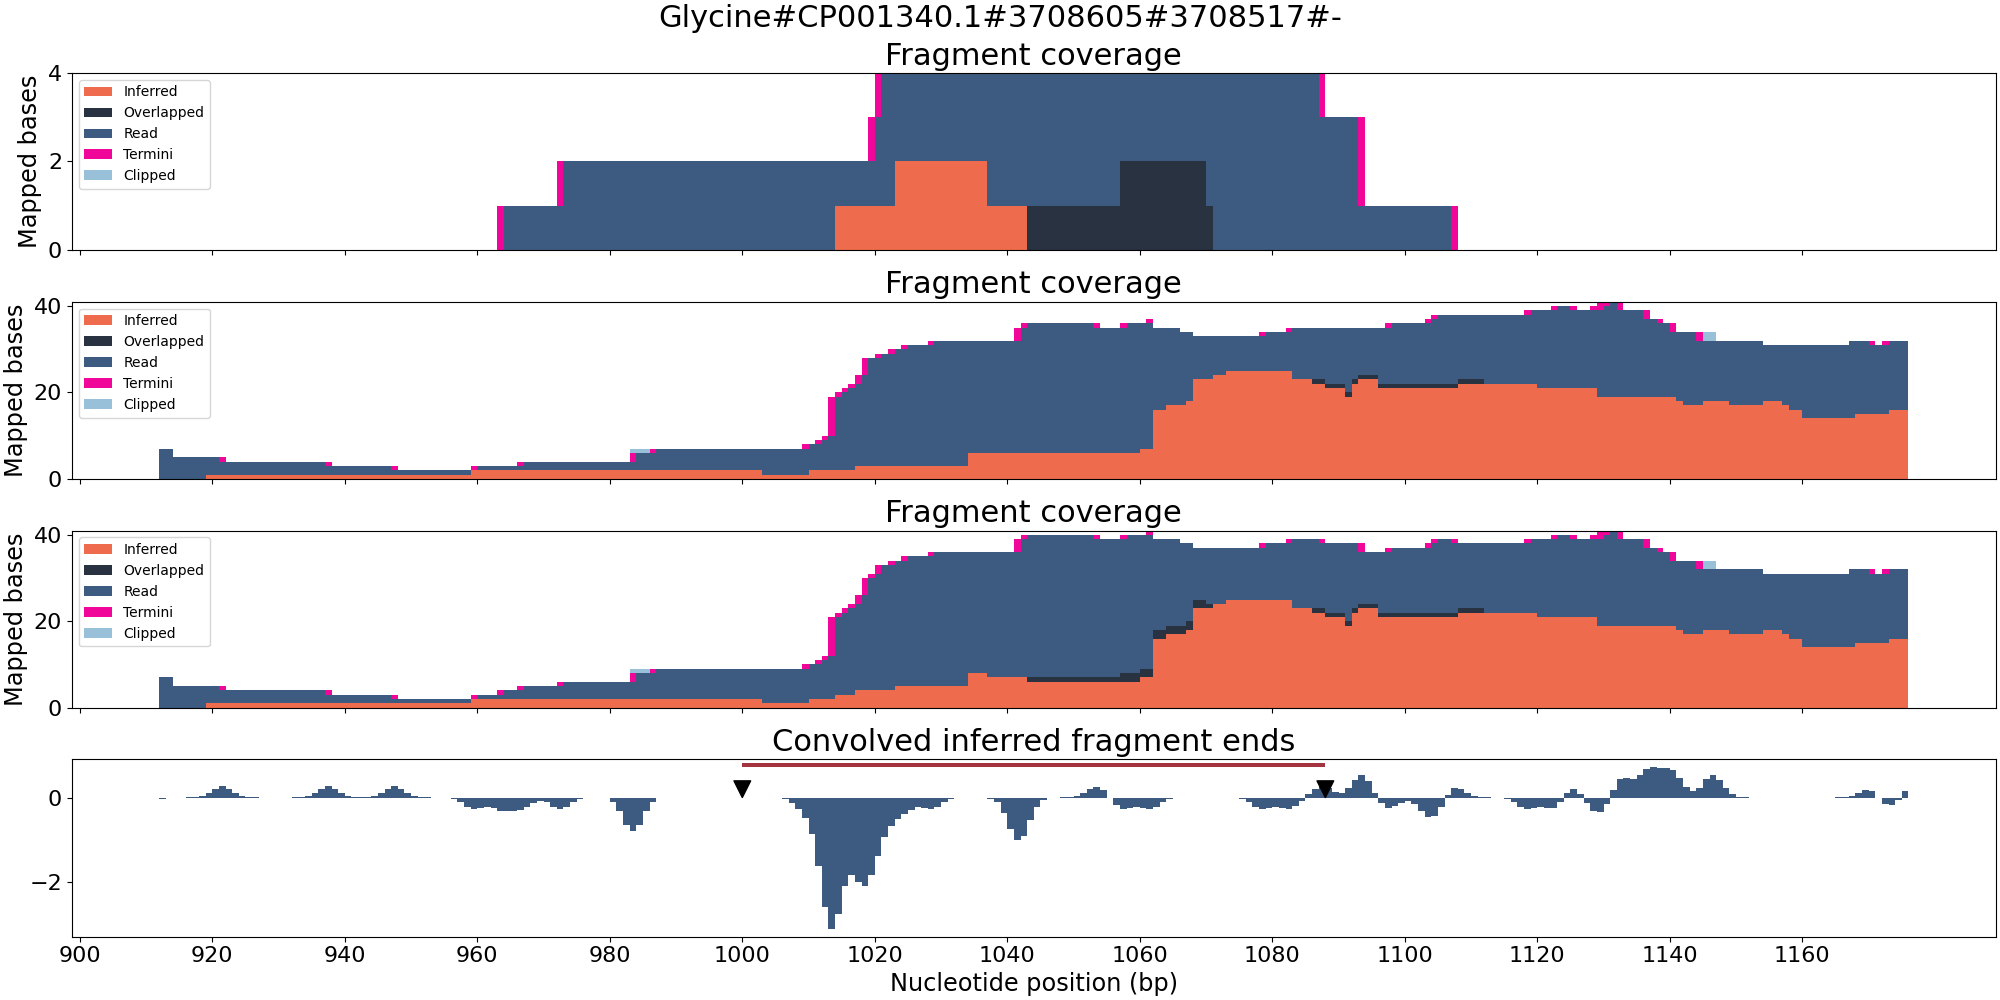 Glycine#CP001340.1#3708605#3708517#-
Fragment coverage
Mapped bases
4
2
0
Inferred
Overlapped
Read
Termini
Clipped
Fragment coverage
Mapped bases
40
20
0
Inferred
Overlapped
Read
Termini
Clipped
Fragment coverage
Mapped bases
40
20
0
Inferred
Overlapped
Read
Termini
Clipped
Convolved inferred fragment ends
0
−2
900 920 940 960 980 1000 1020 1040 1060 1080 1100 1120 1140 1160
Nucleotide position (bp)